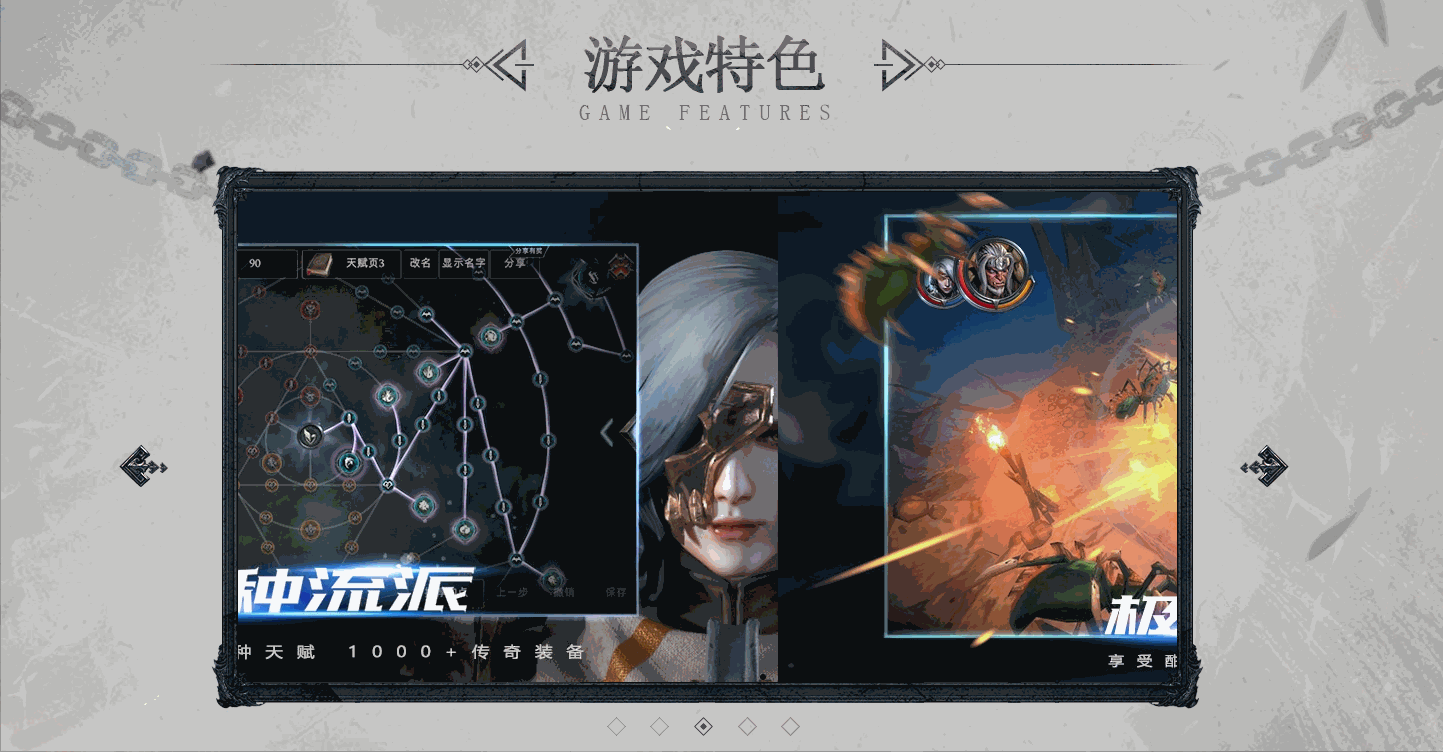 游戏特色
GAME FEATURES
分享有奖
90
天赋页3
改名
显示名字
分享
上一步
撤销
保存
种流派
种天赋 1000+传奇装备
极
享受酷